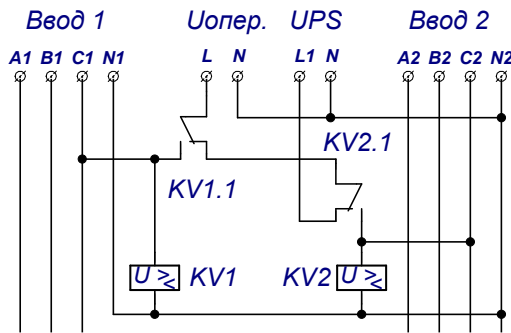 Ввод 1 Uопер. UPS Ввод 2
A1 B1 C1 N1 L N L1 N A2 B2 C2 N2
KV2.1
KV1.1
U >< KV1 KV2 U ><